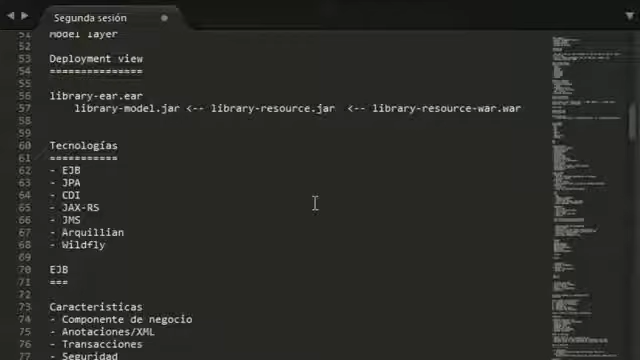 Segunda sesión
51 Model layer
52
53 Deployment view
54 ===============
55
56 library-ear.ear
57 library-model.jar <-- library-resource.jar <-- library-resource-war.war
58
59
60 Tecnologías
61 ===========
62 - EJB
63 - JPA
64 - CDI
65 - JAX-RS
66 - JMS
67 - Arquillian
68 - Wildfly
69
70 EJB
71 ===
72
73 Caracteristicas
74 - Componente de negocio
75 - Anotaciones/XML
76 - Transacciones
77 - Seguridad